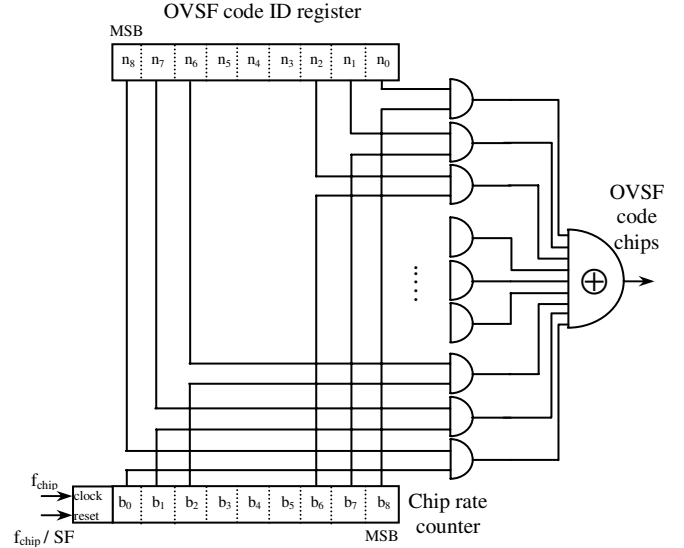 OVSF code ID register
MSB
n8 n7 n6 n5 n4 n3 n2 n1 n0
OVSF
code
chips
.....
fchip
clock
reset
fchip / SF
b0 b1 b2 b3 b4 b5 b6 b7 b8
MSB
Chip rate
counter